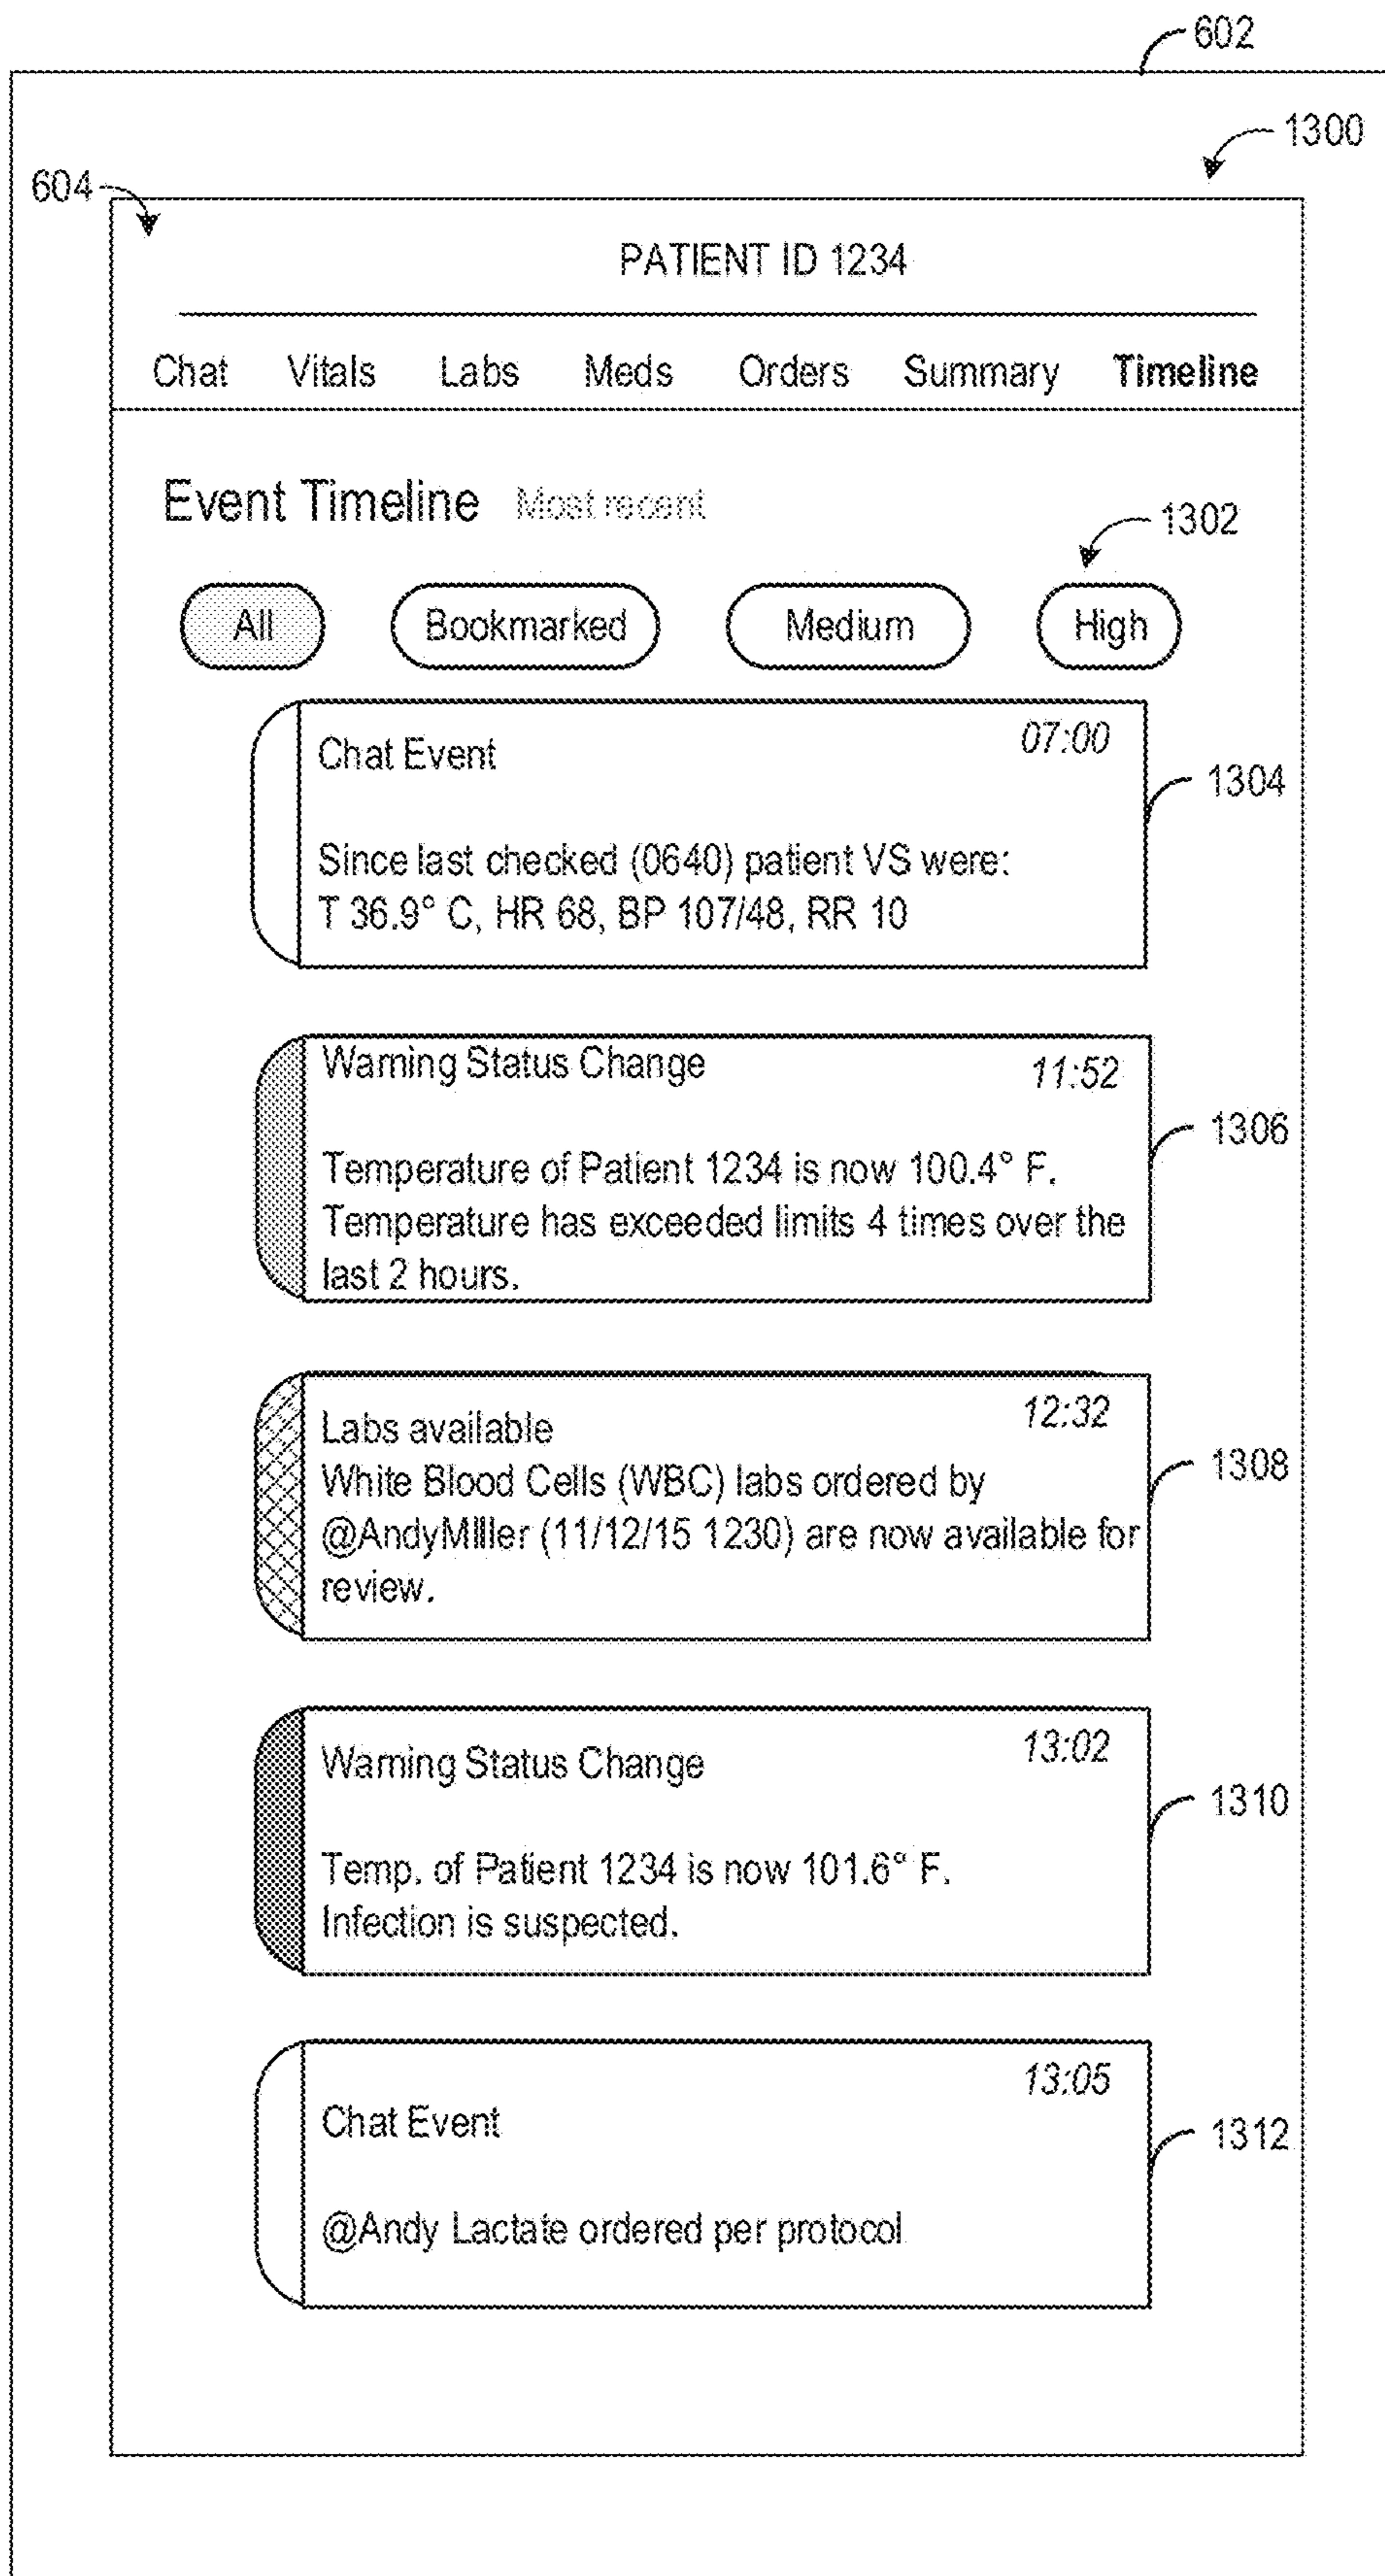 602
1300
604
PATIENT ID 1234
Chat Vitals Labs Meds Orders Summary Timeline
Event Timeline Most recent
1302
All Bookmarked Medium High
07:00
Chat Event
1304
Since last checked (0640) patient VS were:
T 36.9° C, HR 68, BP 107/48, RR 10
Warning Status Change 11:52
1306
Temperature of Patient 1234 is now 100.4° F.
Temperature has exceeded limits 4 times over the
last 2 hours.
12:32
Labs available
1308
White Blood Cells (WBC) labs ordered by
@AndyMIller (11/12/15 1230) are now available for
review.
13:02
Warning Status Change
1310
Temp. of Patient 1234 is now 101.6° F.
Infection is suspected.
13:05
Chat Event
1312
@Andy Lactate ordered per protocol